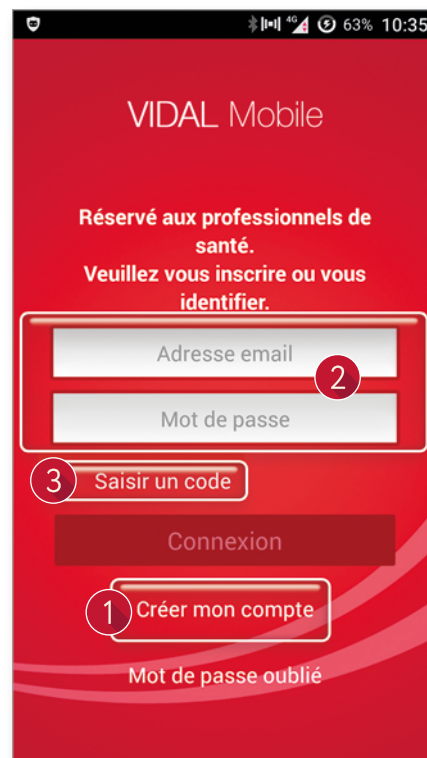 4G 63% 10:35
VIDAL Mobile
Réservé aux professionnels de
santé.
Veuillez vous inscrire ou vous
identifier.
Adresse email
2
Mot de passe
3 Saisir un code
Connexion
1 Créer mon compte
Mot de passe oublié